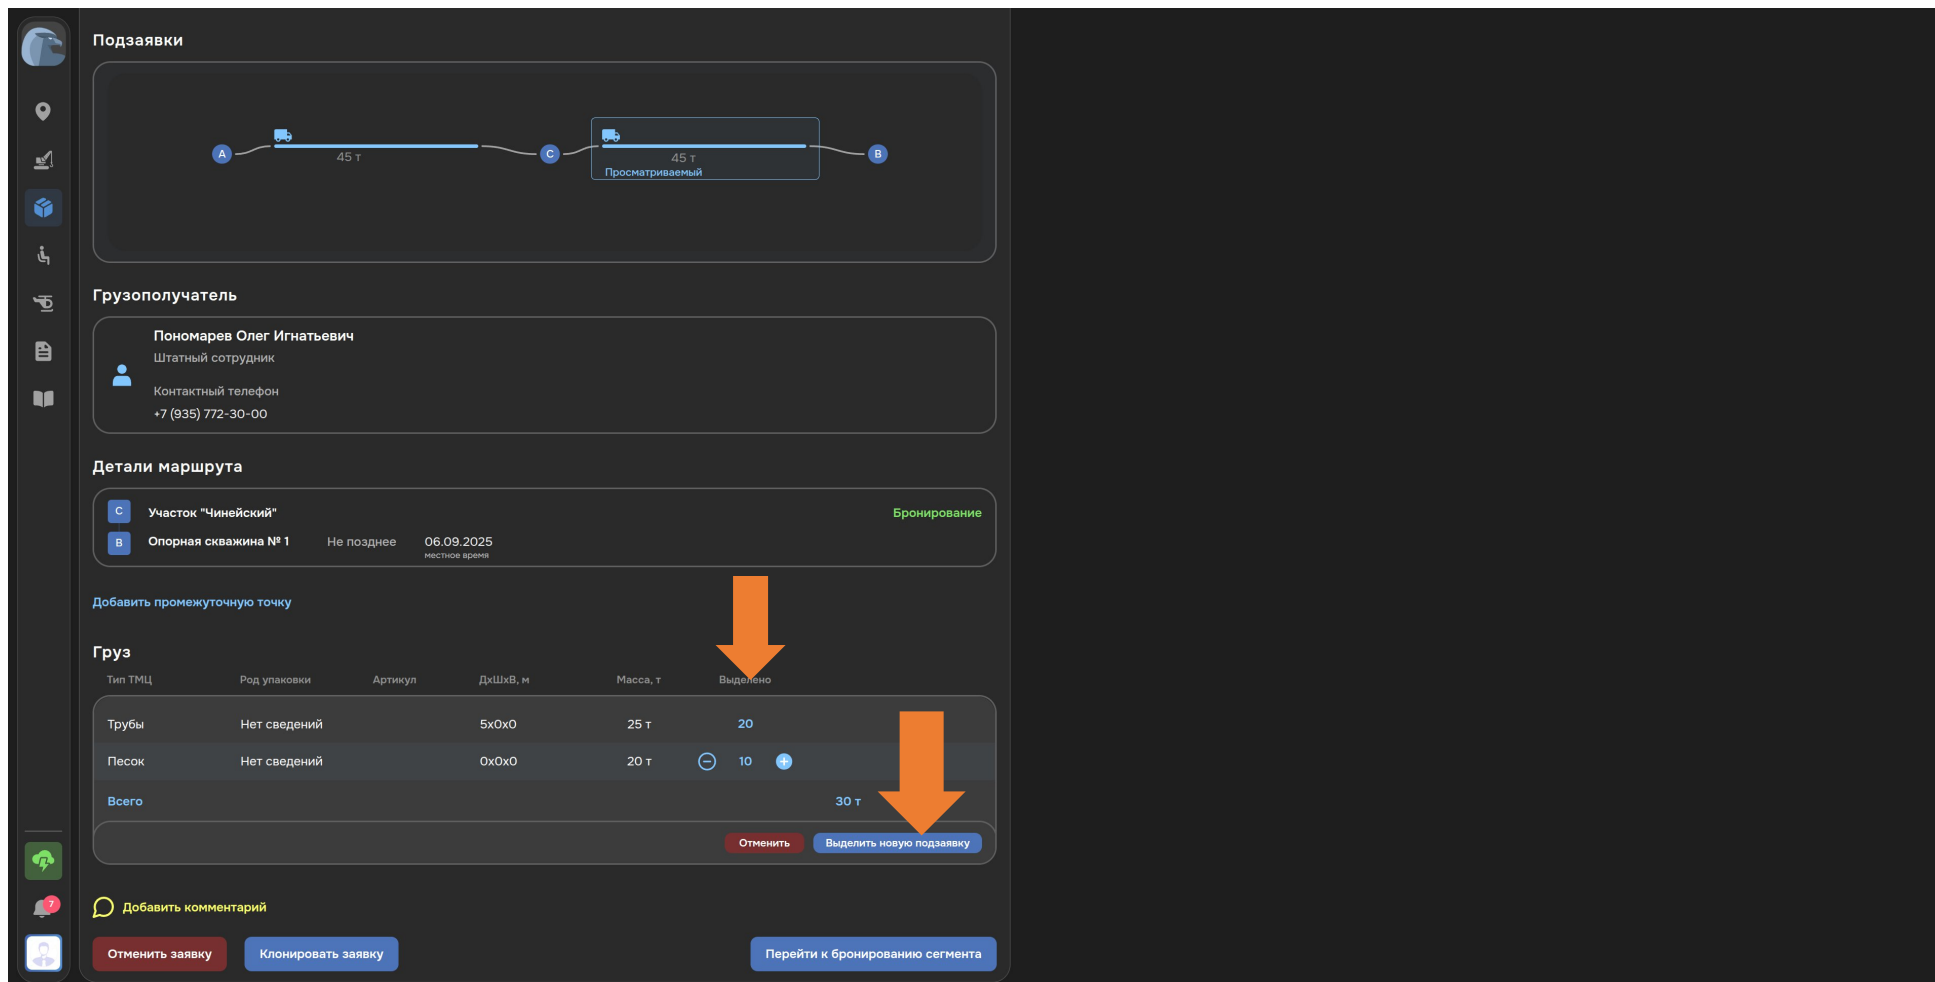 Подзаявки
A
45 т
C
45 т
Просматриваемый
B
Грузополучатель
Пономарев Олег Игнатьевич
Штатный сотрудник
Контактный телефон
+7 (935) 772-30-00
Детали маршрута
C Участок "Чинейский" Бронирование
B Опорная скважина № 1 Не позднее 06.09.2025
местное время
Добавить промежуточную точку
Груз
Тип ТМЦ Род упаковки Артикул ДхШхВ, м Масса, т Выделено
Трубы Нет сведений 5x0x0 25 т 20
Песок Нет сведений 0x0x0 20 т 10
Всего 30 т
Отменить Выделить новую подзаявку
7
Добавить комментарий
Отменить заявку Клонировать заявку Перейти к бронированию сегмента